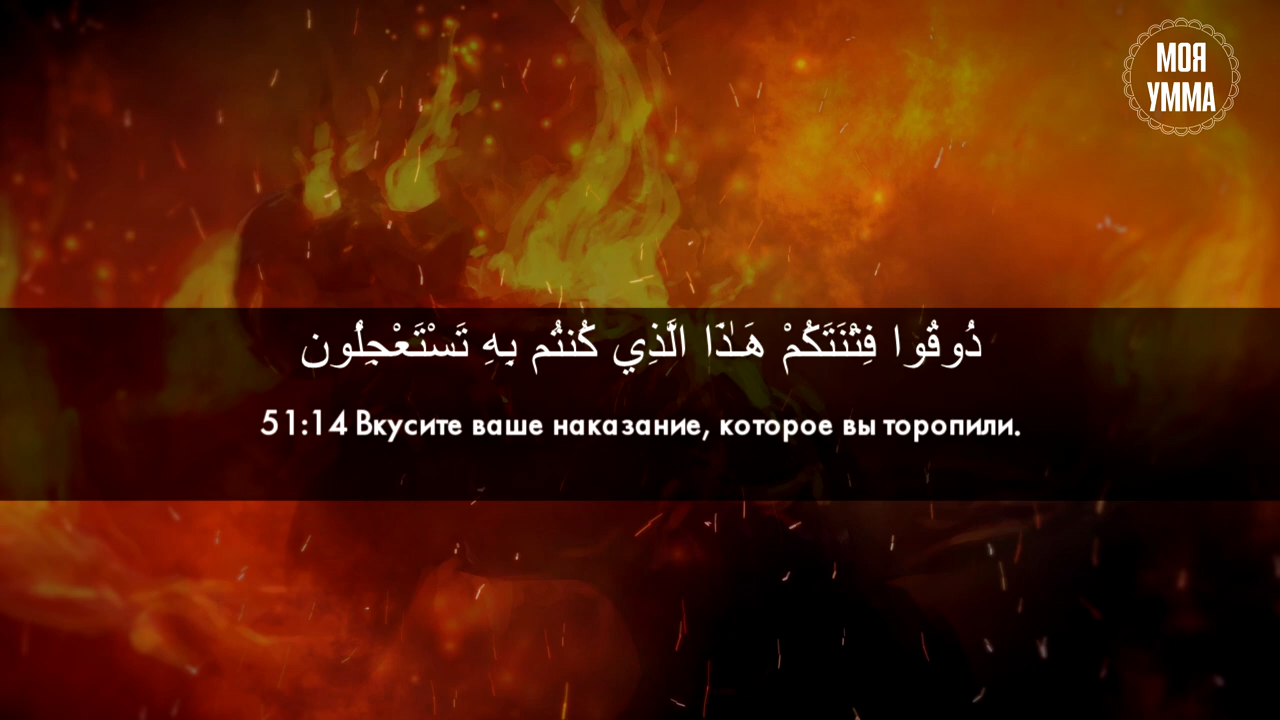 МОЯ
УММА
ذُوقُوا فِتْنَتَكُمْ هَٰذَا الَّذِي كُنتُم بِهِ تَسْتَعْجِلُون
51:14 Вкусите ваше наказание, которое вы торопили.